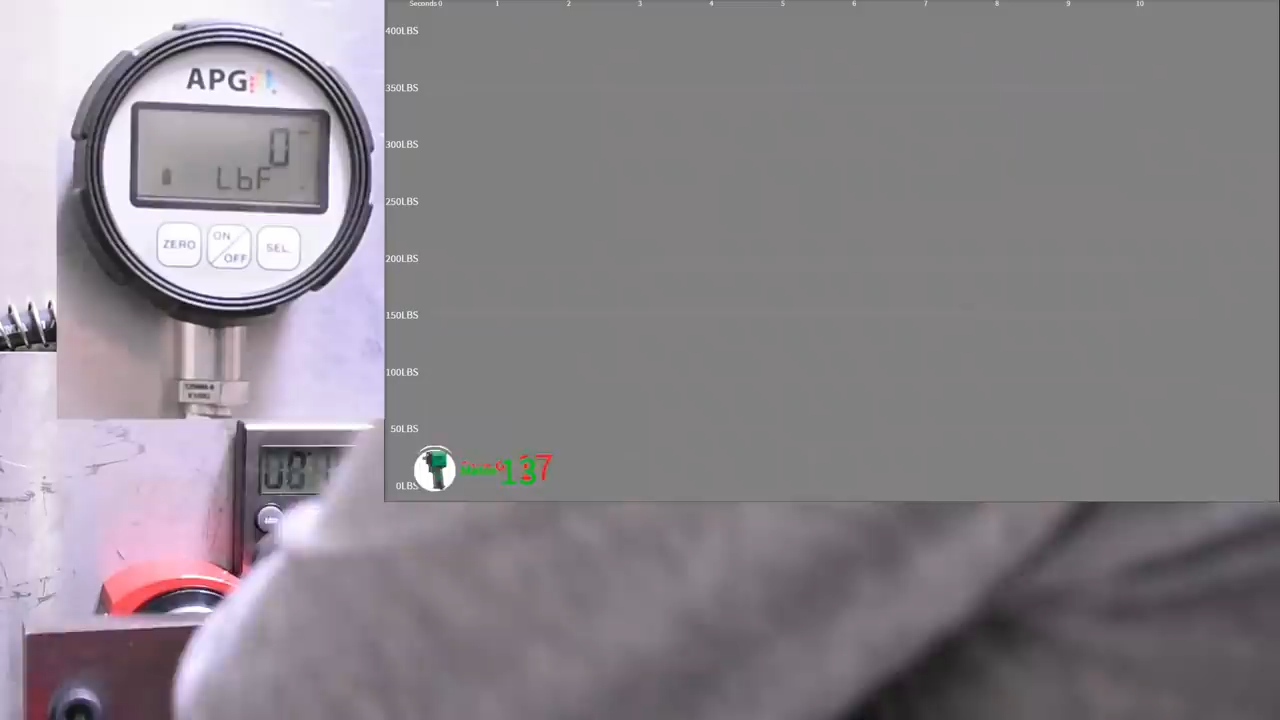 Seconds 0 1 2 3 4 5 6 7 8 9 10
400LBS
350LBS
300LBS
250LBS
200LBS
150LBS
100LBS
50LBS
0LBS
137
APG
0
LbF
ZERO
ON
OFF
SEL.